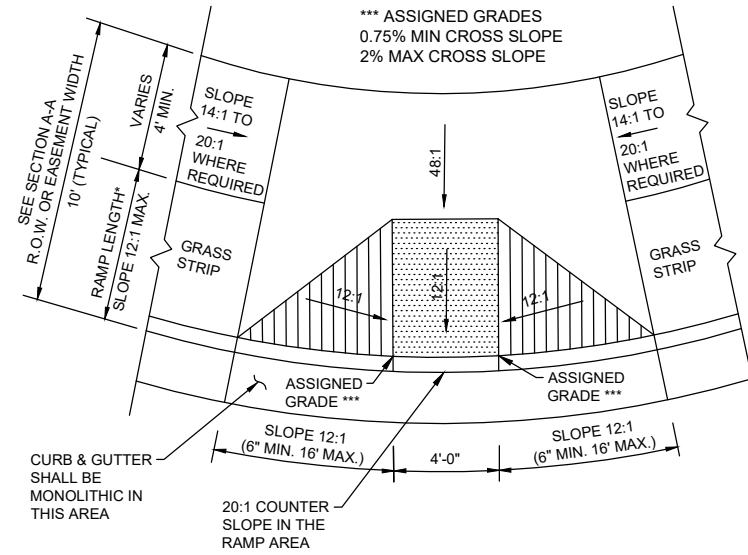 *** ASSIGNED GRADES
0.75% MIN CROSS SLOPE
2% MAX CROSS SLOPE
SEE SECTION A-A
R.O.W. OR EASEMENT WIDTH
10' (TYPICAL)
VARIES
4' MIN.
RAMP LENGTH*
SLOPE 12:1 MAX.
SLOPE
14:1 TO
20:1
WHERE
REQUIRED
SLOPE
14:1 TO
20:1
WHERE
REQUIRED
48:1
GRASS
STRIP
GRASS
STRIP
12:1
12:1
12:1
ASSIGNED
GRADE ***
ASSIGNED
GRADE ***
SLOPE 12:1
(6" MIN. 16' MAX.)
4'-0"
SLOPE 12:1
(6" MIN. 16' MAX.)
CURB & GUTTER
SHALL BE
MONOLITHIC IN
THIS AREA
20:1 COUNTER
SLOPE IN THE
RAMP AREA